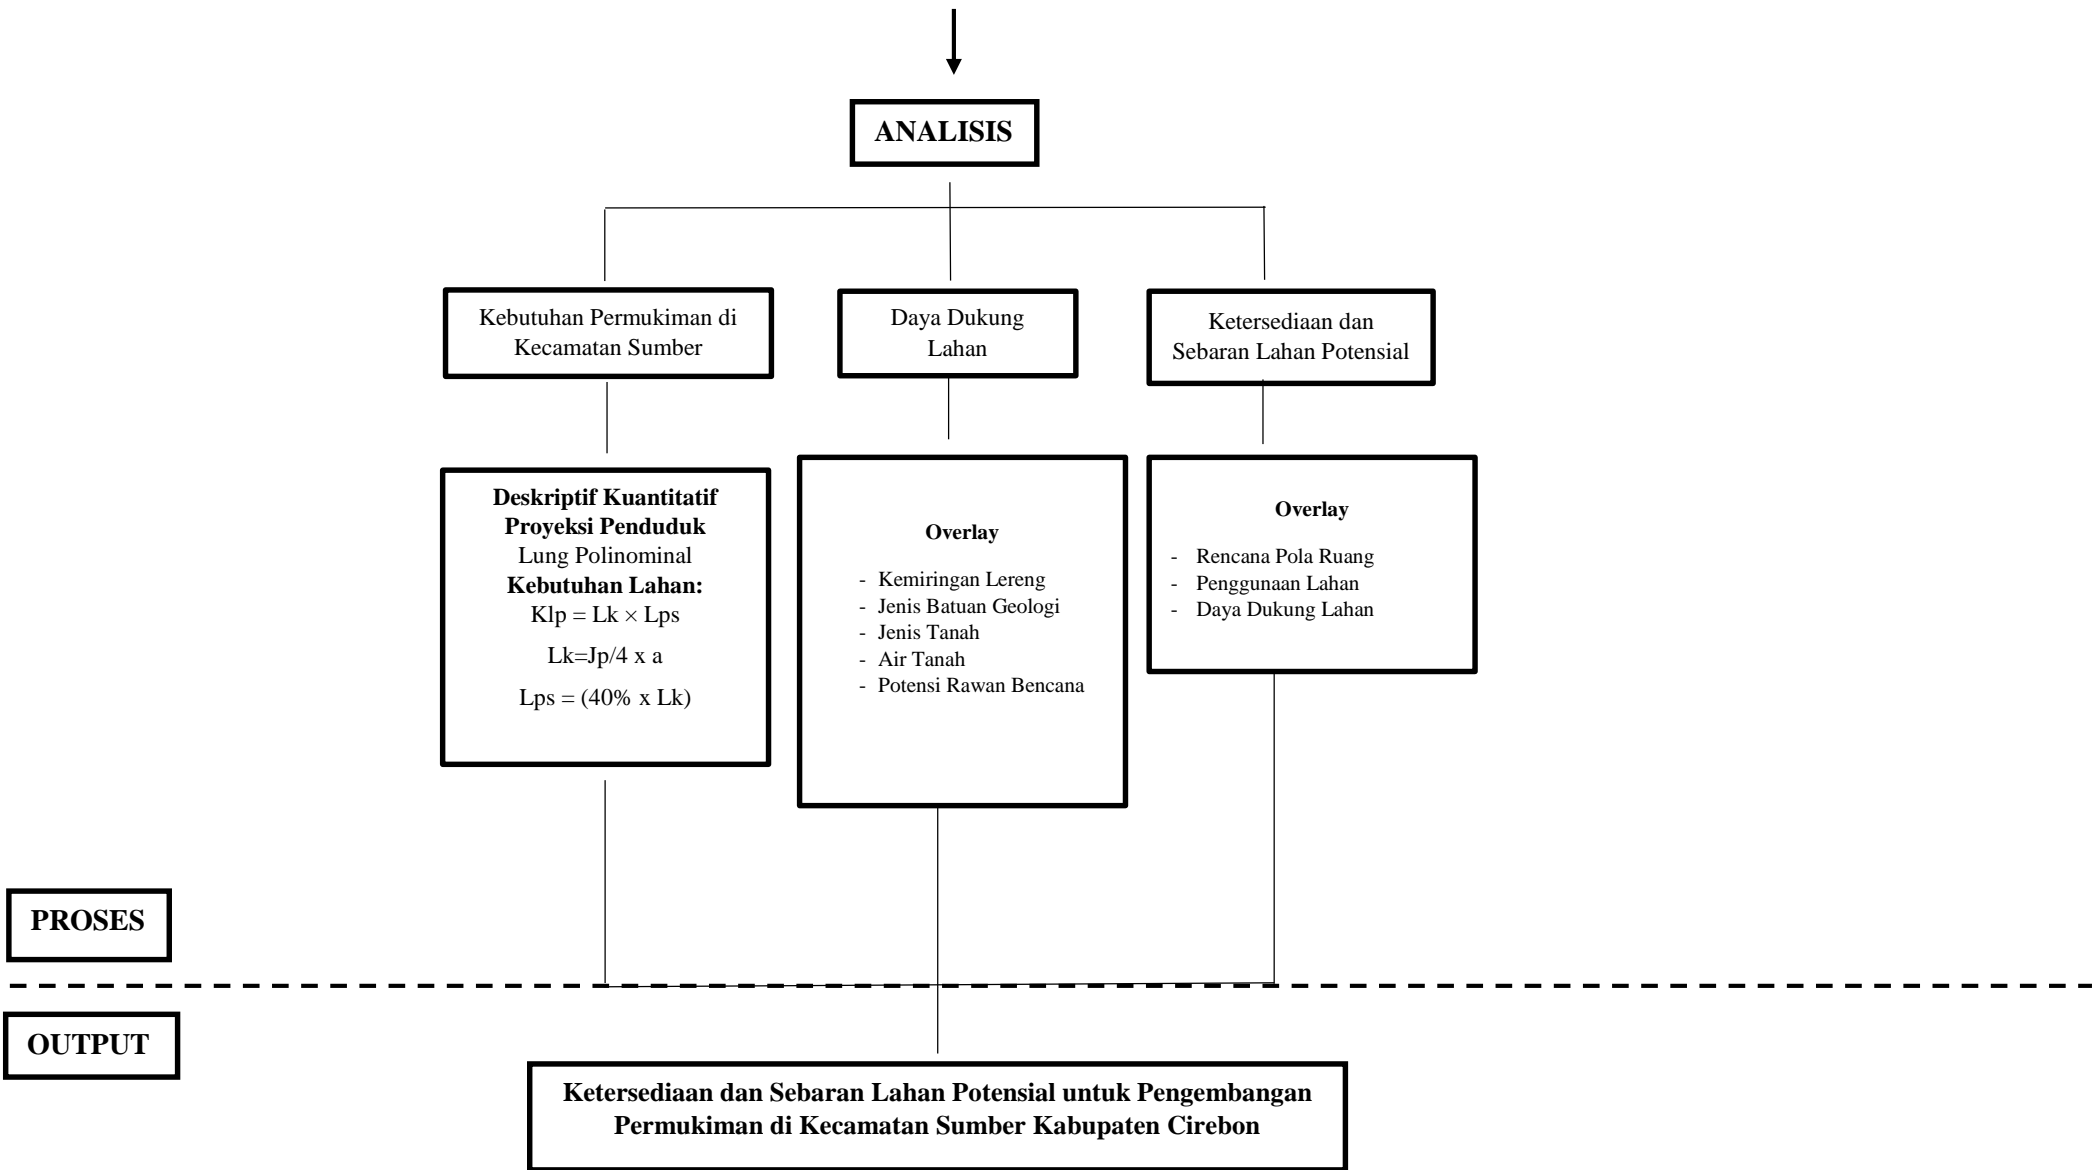 ANALISIS
Kebutuhan Permukiman di
Kecamatan Sumber
Daya Dukung
Lahan
Ketersediaan dan
Sebaran Lahan Potensial
Deskriptif Kuantitatif
Proyeksi Penduduk
Lung Polinominal
Kebutuhan Lahan:
Klp = Lk × Lps
Lk=Jp/4 x a
Lps = (40% x Lk)
Overlay
- Kemiringan Lereng
- Jenis Batuan Geologi
- Jenis Tanah
- Air Tanah
- Potensi Rawan Bencana
Overlay
- Rencana Pola Ruang
- Penggunaan Lahan
- Daya Dukung Lahan
PROSES
OUTPUT
Ketersediaan dan Sebaran Lahan Potensial untuk Pengembangan
Permukiman di Kecamatan Sumber Kabupaten Cirebon